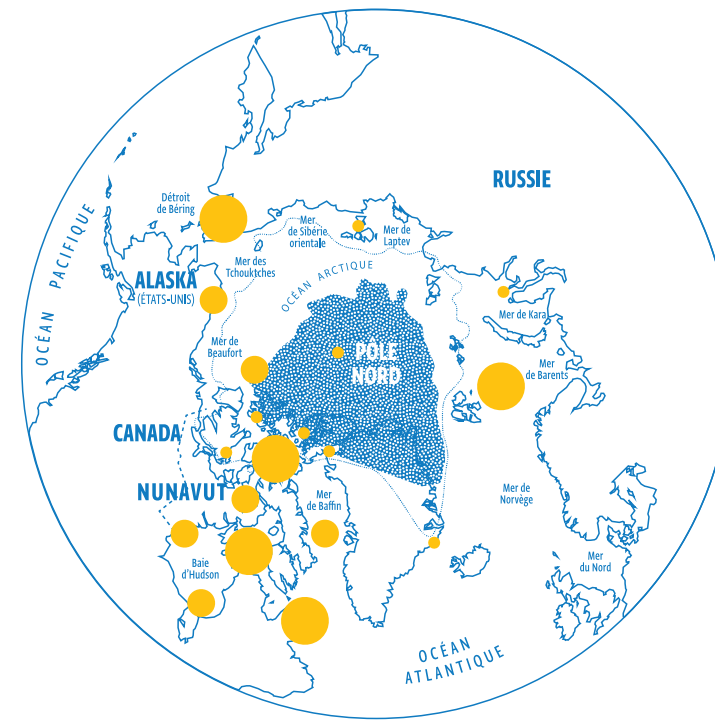 RUSSIE
Détroit
de Béring
Mer
de Sibérie
orientale
Mer de
Laptev
OCÉAN PACIFIQUE
Mer des
Tchouktches
OCÉAN ARCTIQUE
ALASKA
(ÉTATS-UNIS)
Mer de Kara
Mer de
Beaufort
PÔLE
NORD
Mer
de Barents
CANADA
NUNAVUT
Mer
de Baffin
Mer de
Norvège
Baie
d'Hudson
Mer
du Nord
OCÉAN
ATLANTIQUE